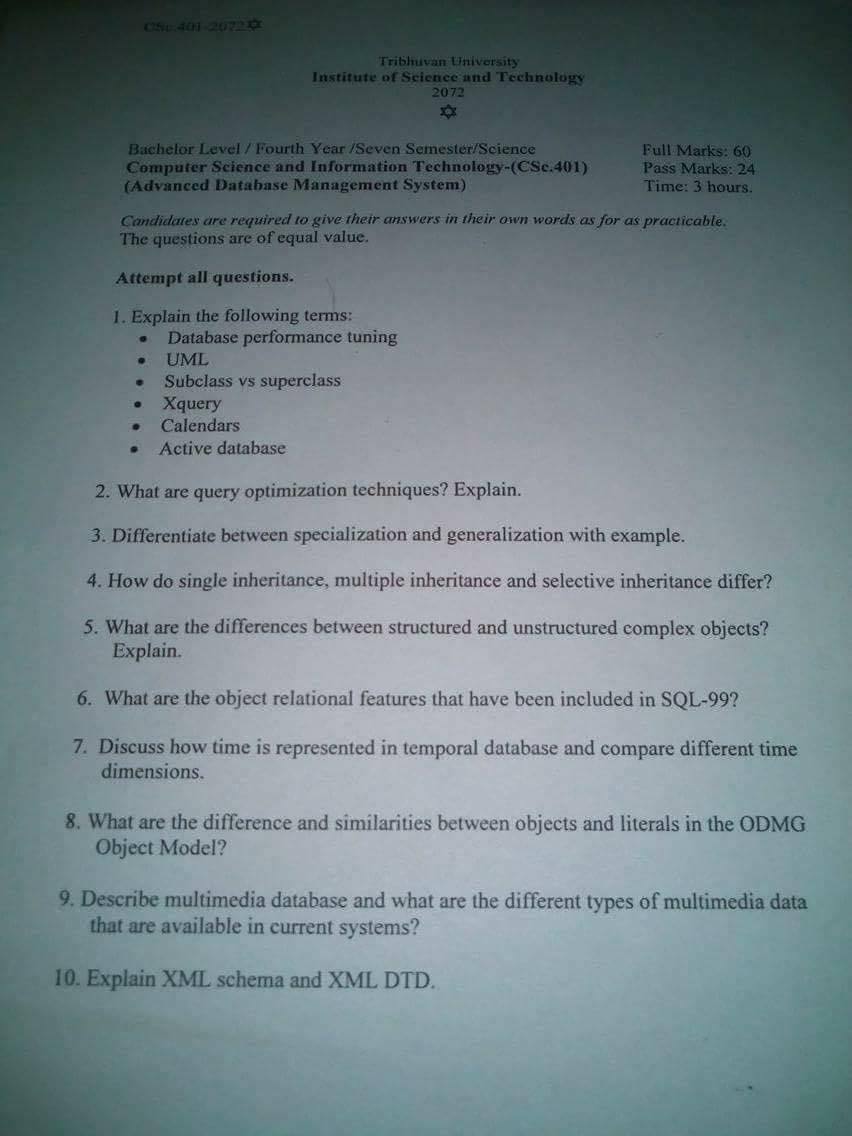 CSc.401-2072✡
Tribhuvan University
Institute of Science and Technology
2072
✡
Bachelor Level / Fourth Year /Seven Semester/Science
Full Marks: 60
Computer Science and Information Technology-(CSc.401)
Pass Marks: 24
(Advanced Database Management System)
Time: 3 hours.
Candidates are required to give their answers in their own words as for as practicable.
The questions are of equal value.
Attempt all questions.
1. Explain the following terms:
• Database performance tuning
• UML
• Subclass vs superclass
• Xquery
• Calendars
• Active database
2. What are query optimization techniques? Explain.
3. Differentiate between specialization and generalization with example.
4. How do single inheritance, multiple inheritance and selective inheritance differ?
5. What are the differences between structured and unstructured complex objects?
Explain.
6. What are the object relational features that have been included in SQL-99?
7. Discuss how time is represented in temporal database and compare different time
dimensions.
8. What are the difference and similarities between objects and literals in the ODMG
Object Model?
9. Describe multimedia database and what are the different types of multimedia data
that are available in current systems?
10. Explain XML schema and XML DTD.